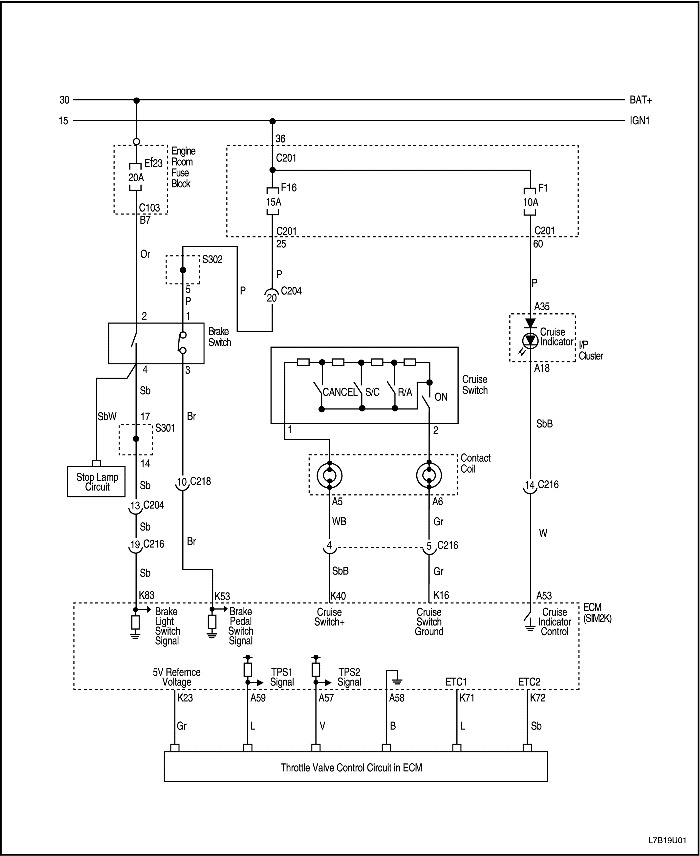 30 BAT+
15 IGN1
36
C201
Engine
Room
Fuse
Block
Ef23
20A
C103
B7
F16
15A
F1
10A
C201
25
C201
60
Or
S302
5
P
P
P
20 C204
P
A35
Cruise
Indicator
I/P
Cluster
A18
2 1
Brake
Switch
4 3
CANCEL S/C R/A ON
Cruise
Switch
1 2
Sb
SbW
17
S301
14
Br
Stop Lamp
Circuit
Sb
10 C218
13 C204
Sb
19 C216
Br
Sb
Contact
Coil
A5 A6
WB Gr
4 5 C216
SbB Gr
SbB
14 C216
W
K83 K53 K40 K16 A53
ECM
(SIM2K)
Brake
Light
Switch
Signal
Brake
Pedal
Switch
Signal
Cruise
Switch+
Cruise
Switch
Ground
Cruise
Indicator
Control
5V Refernce
Voltage
TPS1
Signal
TPS2
Signal
ETC1 ETC2
K23 A59 A57 A58 K71 K72
Gr L V B L Sb
Throttle Valve Control Circuit in ECM
L7B19U01